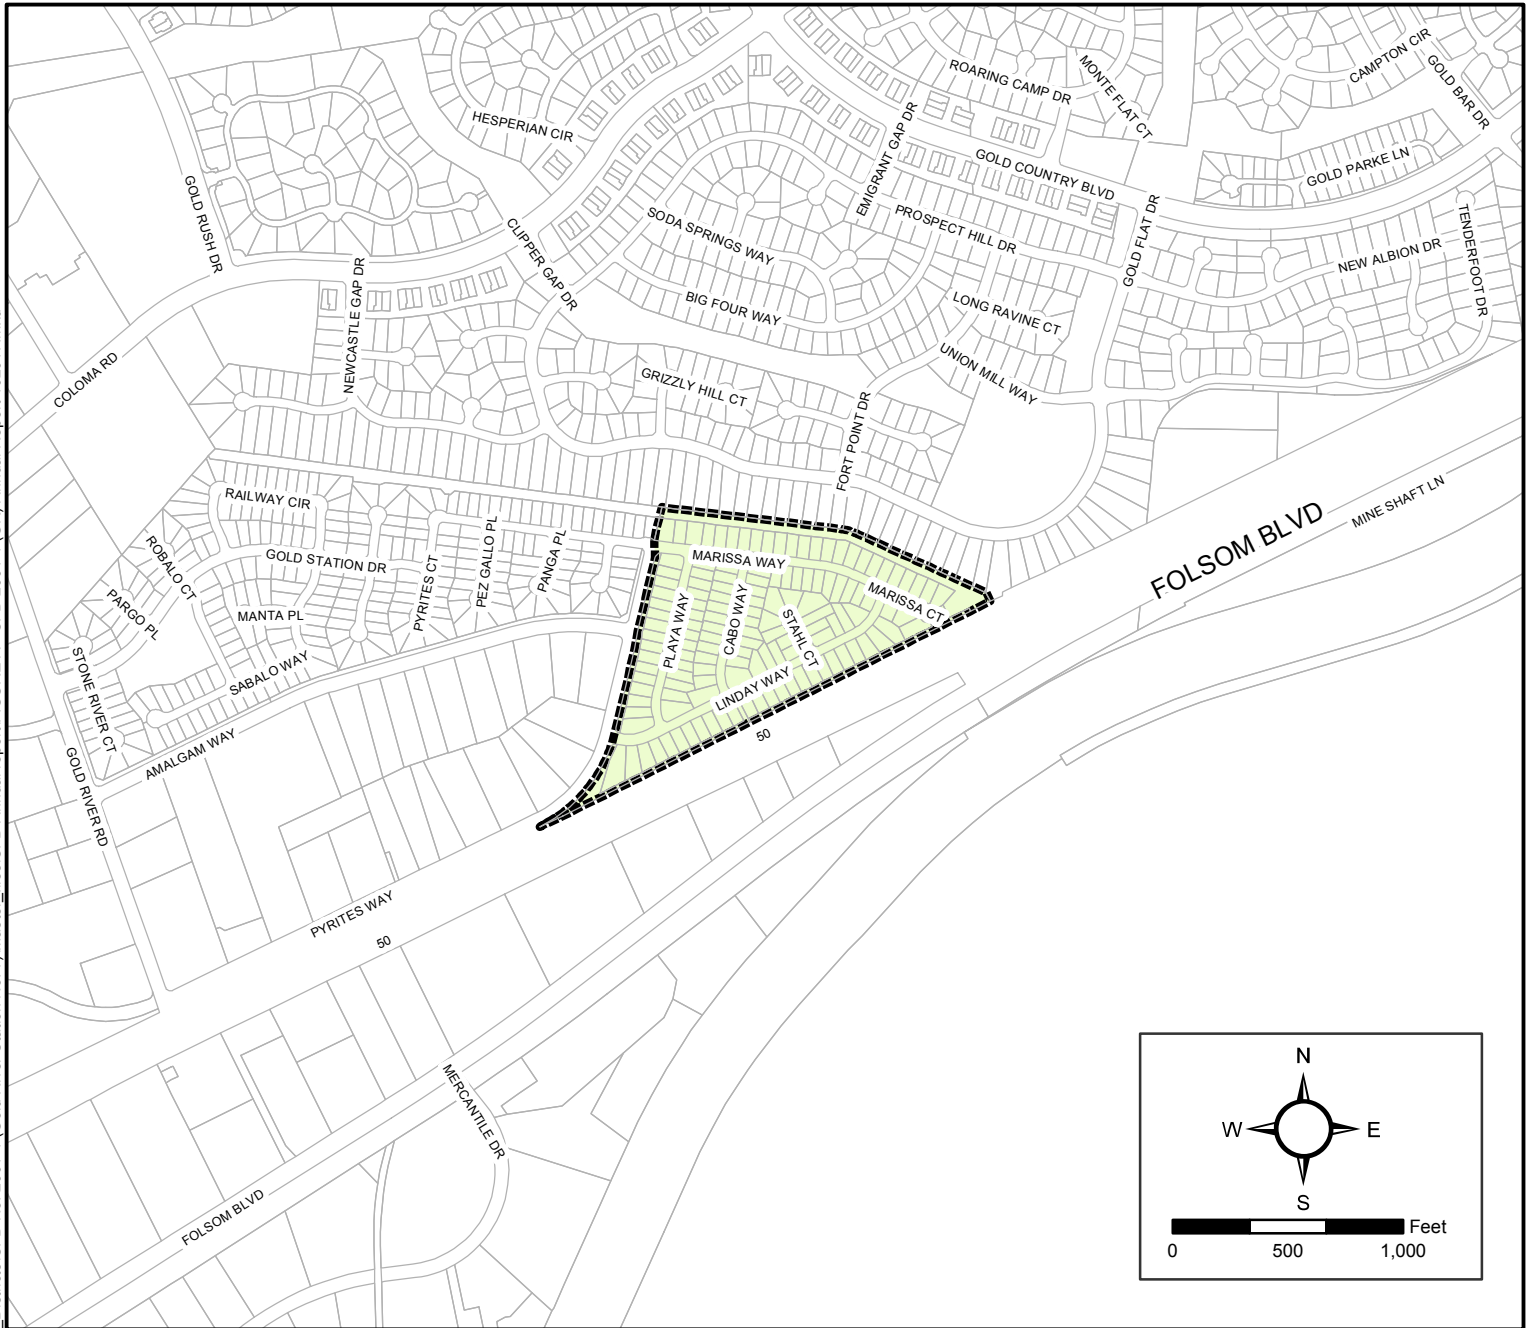 CAMPTON CIR
ROARING CAMP DR
MONTE FLAT CT
GOLD BAR DR
HESPERIAN CIR
EMIGRANT GAP DR
GOLD COUNTRY BLVD
GOLD PARKE LN
GOLD RUSH DR
CLIPPER GAP DR
SODA SPRINGS WAY
PROSPECT HILL DR
GOLD FLAT DR
NEW ALBION DR
TENDERFOOT DR
NEWCASTLE GAP DR
BIG FOUR WAY
LONG RAVINE CT
COLOMA RD
GRIZZLY HILL CT
UNION MILL WAY
FORT POINT DR
RAILWAY CIR
MINE SHAFT LN
FOLSOM BLVD
ROBALO CT
GOLD STATION DR
PYRITES CT
PEZ GALLO PL
PANGA PL
MARISSA WAY
MARISSA CT
PARGO PL
MANTA PL
PLAYA WAY
CABO WAY
STAHL CT
STONE RIVER CT
SABALO WAY
LINDAY WAY
50
AMALGAM WAY
GOLD RIVER RD
PYRITES WAY
50
MERCANTILE DR
FOLSOM BLVD
N
W E
S
Feet
0 500 1,000